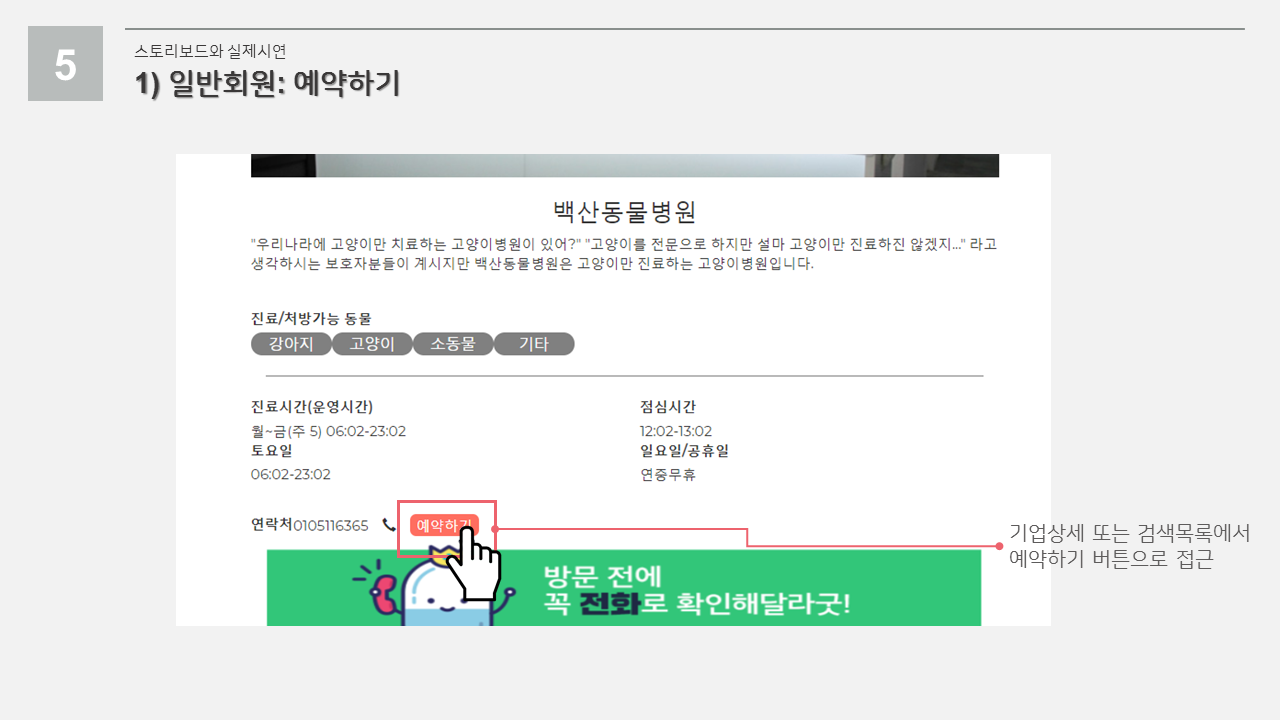 5
스토리보드와 실제시연
1) 일반회원: 예약하기
백산동물병원
"우리나라에 고양이만 치료하는 고양이병원이 있어?" "고양이를 전문으로 하지만 설마 고양이만 진료하진 않겠지..." 라고
생각하시는 보호자분들이 계시지만 백산동물병원은 고양이만 진료하는 고양이병원입니다.
진료/처방가능 동물
강아지 고양이 소동물 기타
진료시간(운영시간) 점심시간
월~금(주 5) 06:02-23:02 12:02-13:02
토요일 일요일/공휴일
06:02-23:02 연중무휴
연락처0105116365 예약하기
기업상세 또는 검색목록에서
예약하기 버튼으로 접근
방문 전에
꼭 전화로 확인해달라굿!